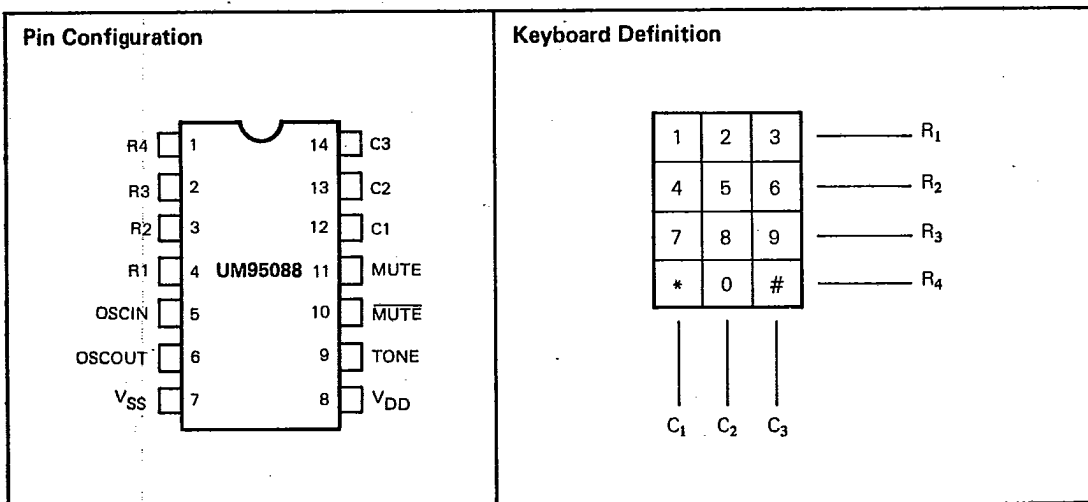 Pin Configuration
R4 1 14 C3
R3 2 13 C2
R2 3 12 C1
R1 4 UM95088 11 MUTE
OSCIN 5 10 M̅U̅T̅E̅
OSCOUT 6 9 TONE
VSS 7 8 VDD
Keyboard Definition
1 2 3 R₁
4 5 6 R₂
7 8 9 R₃
* 0 # R₄
C₁ C₂ C₃